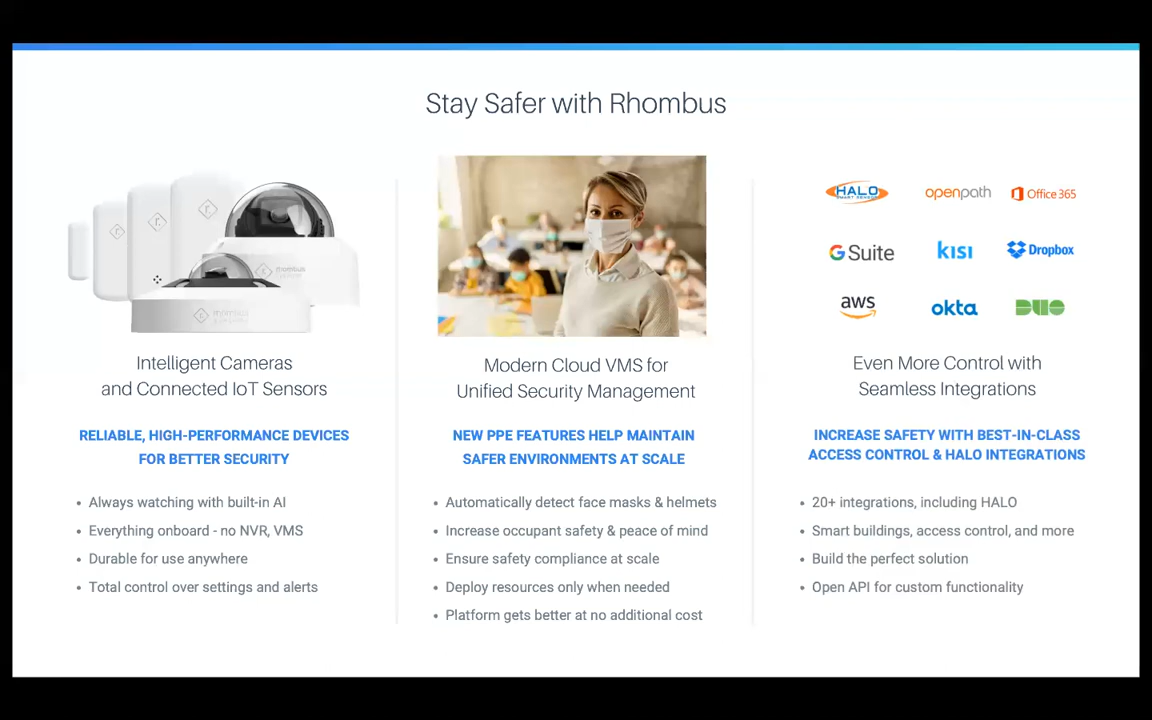 Stay Safer with Rhombus
rhombus
rhombus
HALO
SMART SENSOR
openpath
Office 365
G Suite
kisi
Dropbox
aws
okta
DUO
Intelligent Cameras
and Connected IoT Sensors
RELIABLE, HIGH-PERFORMANCE DEVICES
FOR BETTER SECURITY
• Always watching with built-in AI
• Everything onboard - no NVR, VMS
• Durable for use anywhere
• Total control over settings and alerts
Modern Cloud VMS for
Unified Security Management
NEW PPE FEATURES HELP MAINTAIN
SAFER ENVIRONMENTS AT SCALE
• Automatically detect face masks & helmets
• Increase occupant safety & peace of mind
• Ensure safety compliance at scale
• Deploy resources only when needed
• Platform gets better at no additional cost
Even More Control with
Seamless Integrations
INCREASE SAFETY WITH BEST-IN-CLASS
ACCESS CONTROL & HALO INTEGRATIONS
• 20+ integrations, including HALO
• Smart buildings, access control, and more
• Build the perfect solution
• Open API for custom functionality